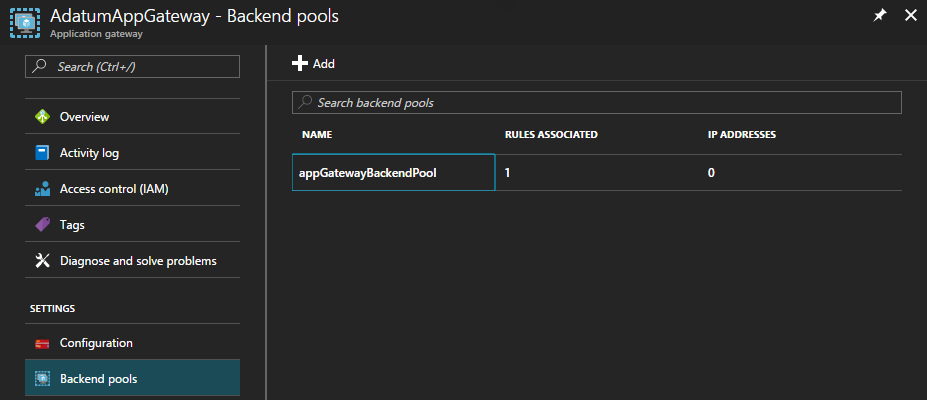 AdatumAppGateway - Backend pools
Application gateway
Search (Ctrl+/)
Overview
Activity log
Access control (IAM)
Tags
Diagnose and solve problems
SETTINGS
Configuration
Backend pools
Add
Search backend pools
NAME RULES ASSOCIATED IP ADDRESSES
appGatewayBackendPool 1 0